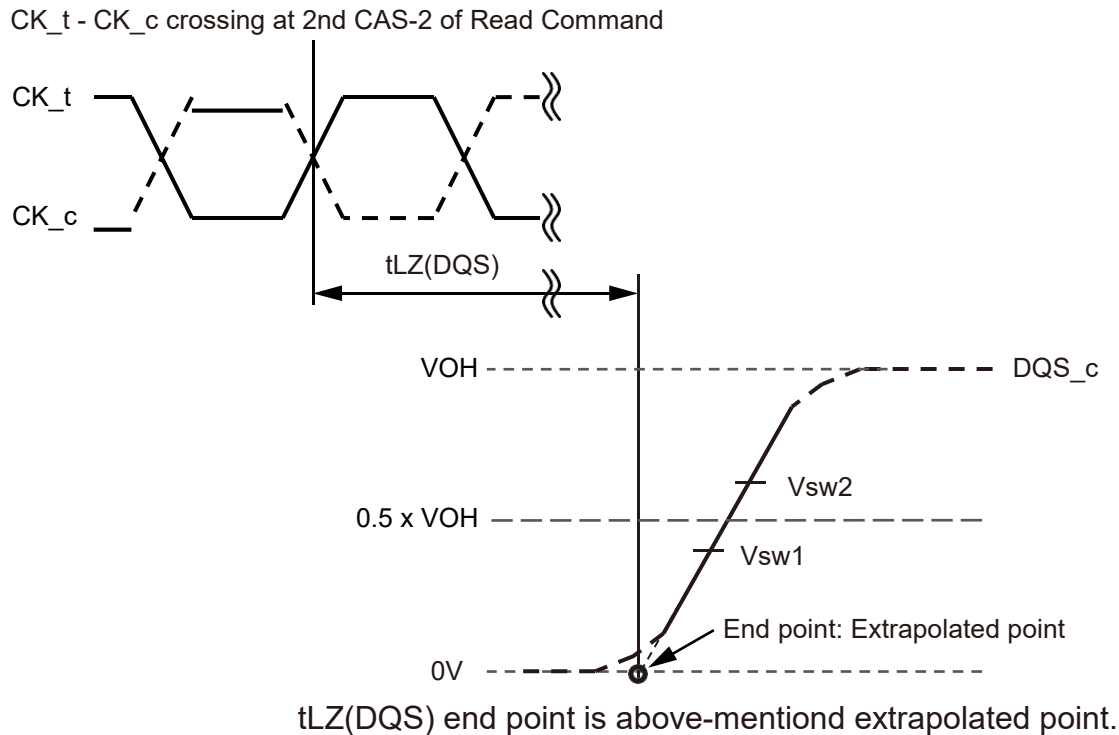 CK_t - CK_c crossing at 2nd CAS-2 of Read Command
CK_t
CK_c
tLZ(DQS)
VOH
DQS_c
Vsw2
0.5 x VOH
Vsw1
End point: Extrapolated point
0V
tLZ(DQS) end point is above-mentiond extrapolated point.